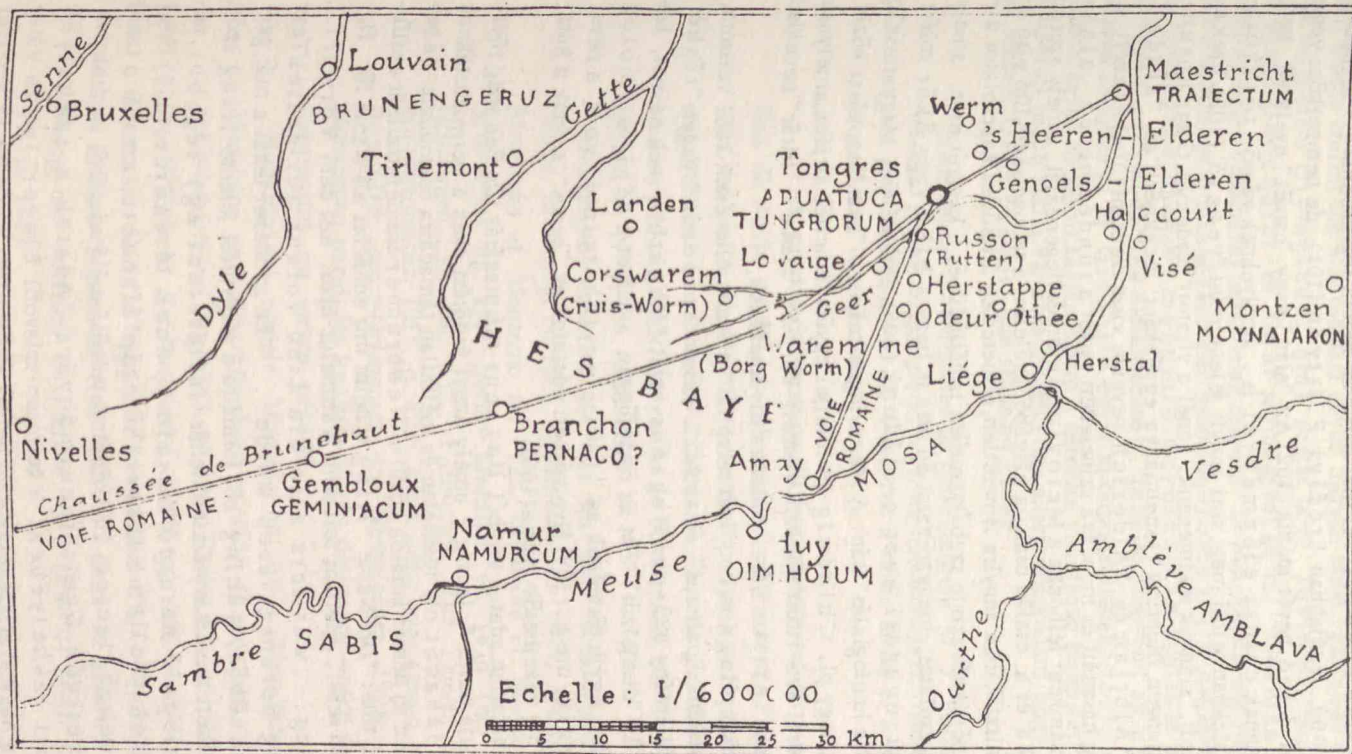 Senne
Bruxelles
Louvain
BRUNENGERUZ
Gette
Tirlemont
Dyle
Landen
Corswarem
(Cruis-Worm)
Werm
's Heeren - Elderen
Maestricht
TRAIECTUM
Tongres
ADUATUCA
TUNGRORUM
Genoels - Elderen
Haccourt
Visé
Lovaige
Russon
(Rutten)
Geer
Herstappe
Odeur
Othée
Montzen
ΜΟΥΝΔΙΑΚΟΝ
HESBAYE
Waremme
(Borg Worm)
Liége
Herstal
Nivelles
Chaussée de Brunehaut
VOIE ROMAINE
Gembloux
GEMINIACUM
Branchon
PERNACO ?
VOIE
ROMAINE
Amay
MOSA
Vesdre
Namur
NAMURCUM
Meuse
Huy
OIM. HOIUM
Amblève
AMBLAVA
Sambre
SABIS
Ourthe
Echelle : 1/600000
0 5 10 15 20 25 30 km